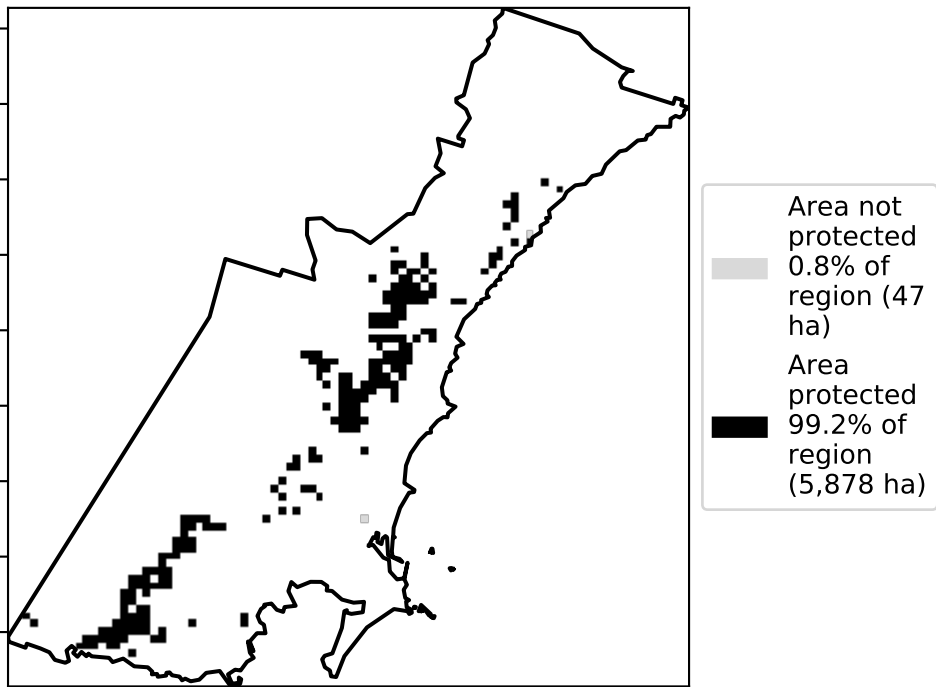 Area not
protected
0.8% of
region (47
ha)
Area
protected
99.2% of
region
(5,878 ha)